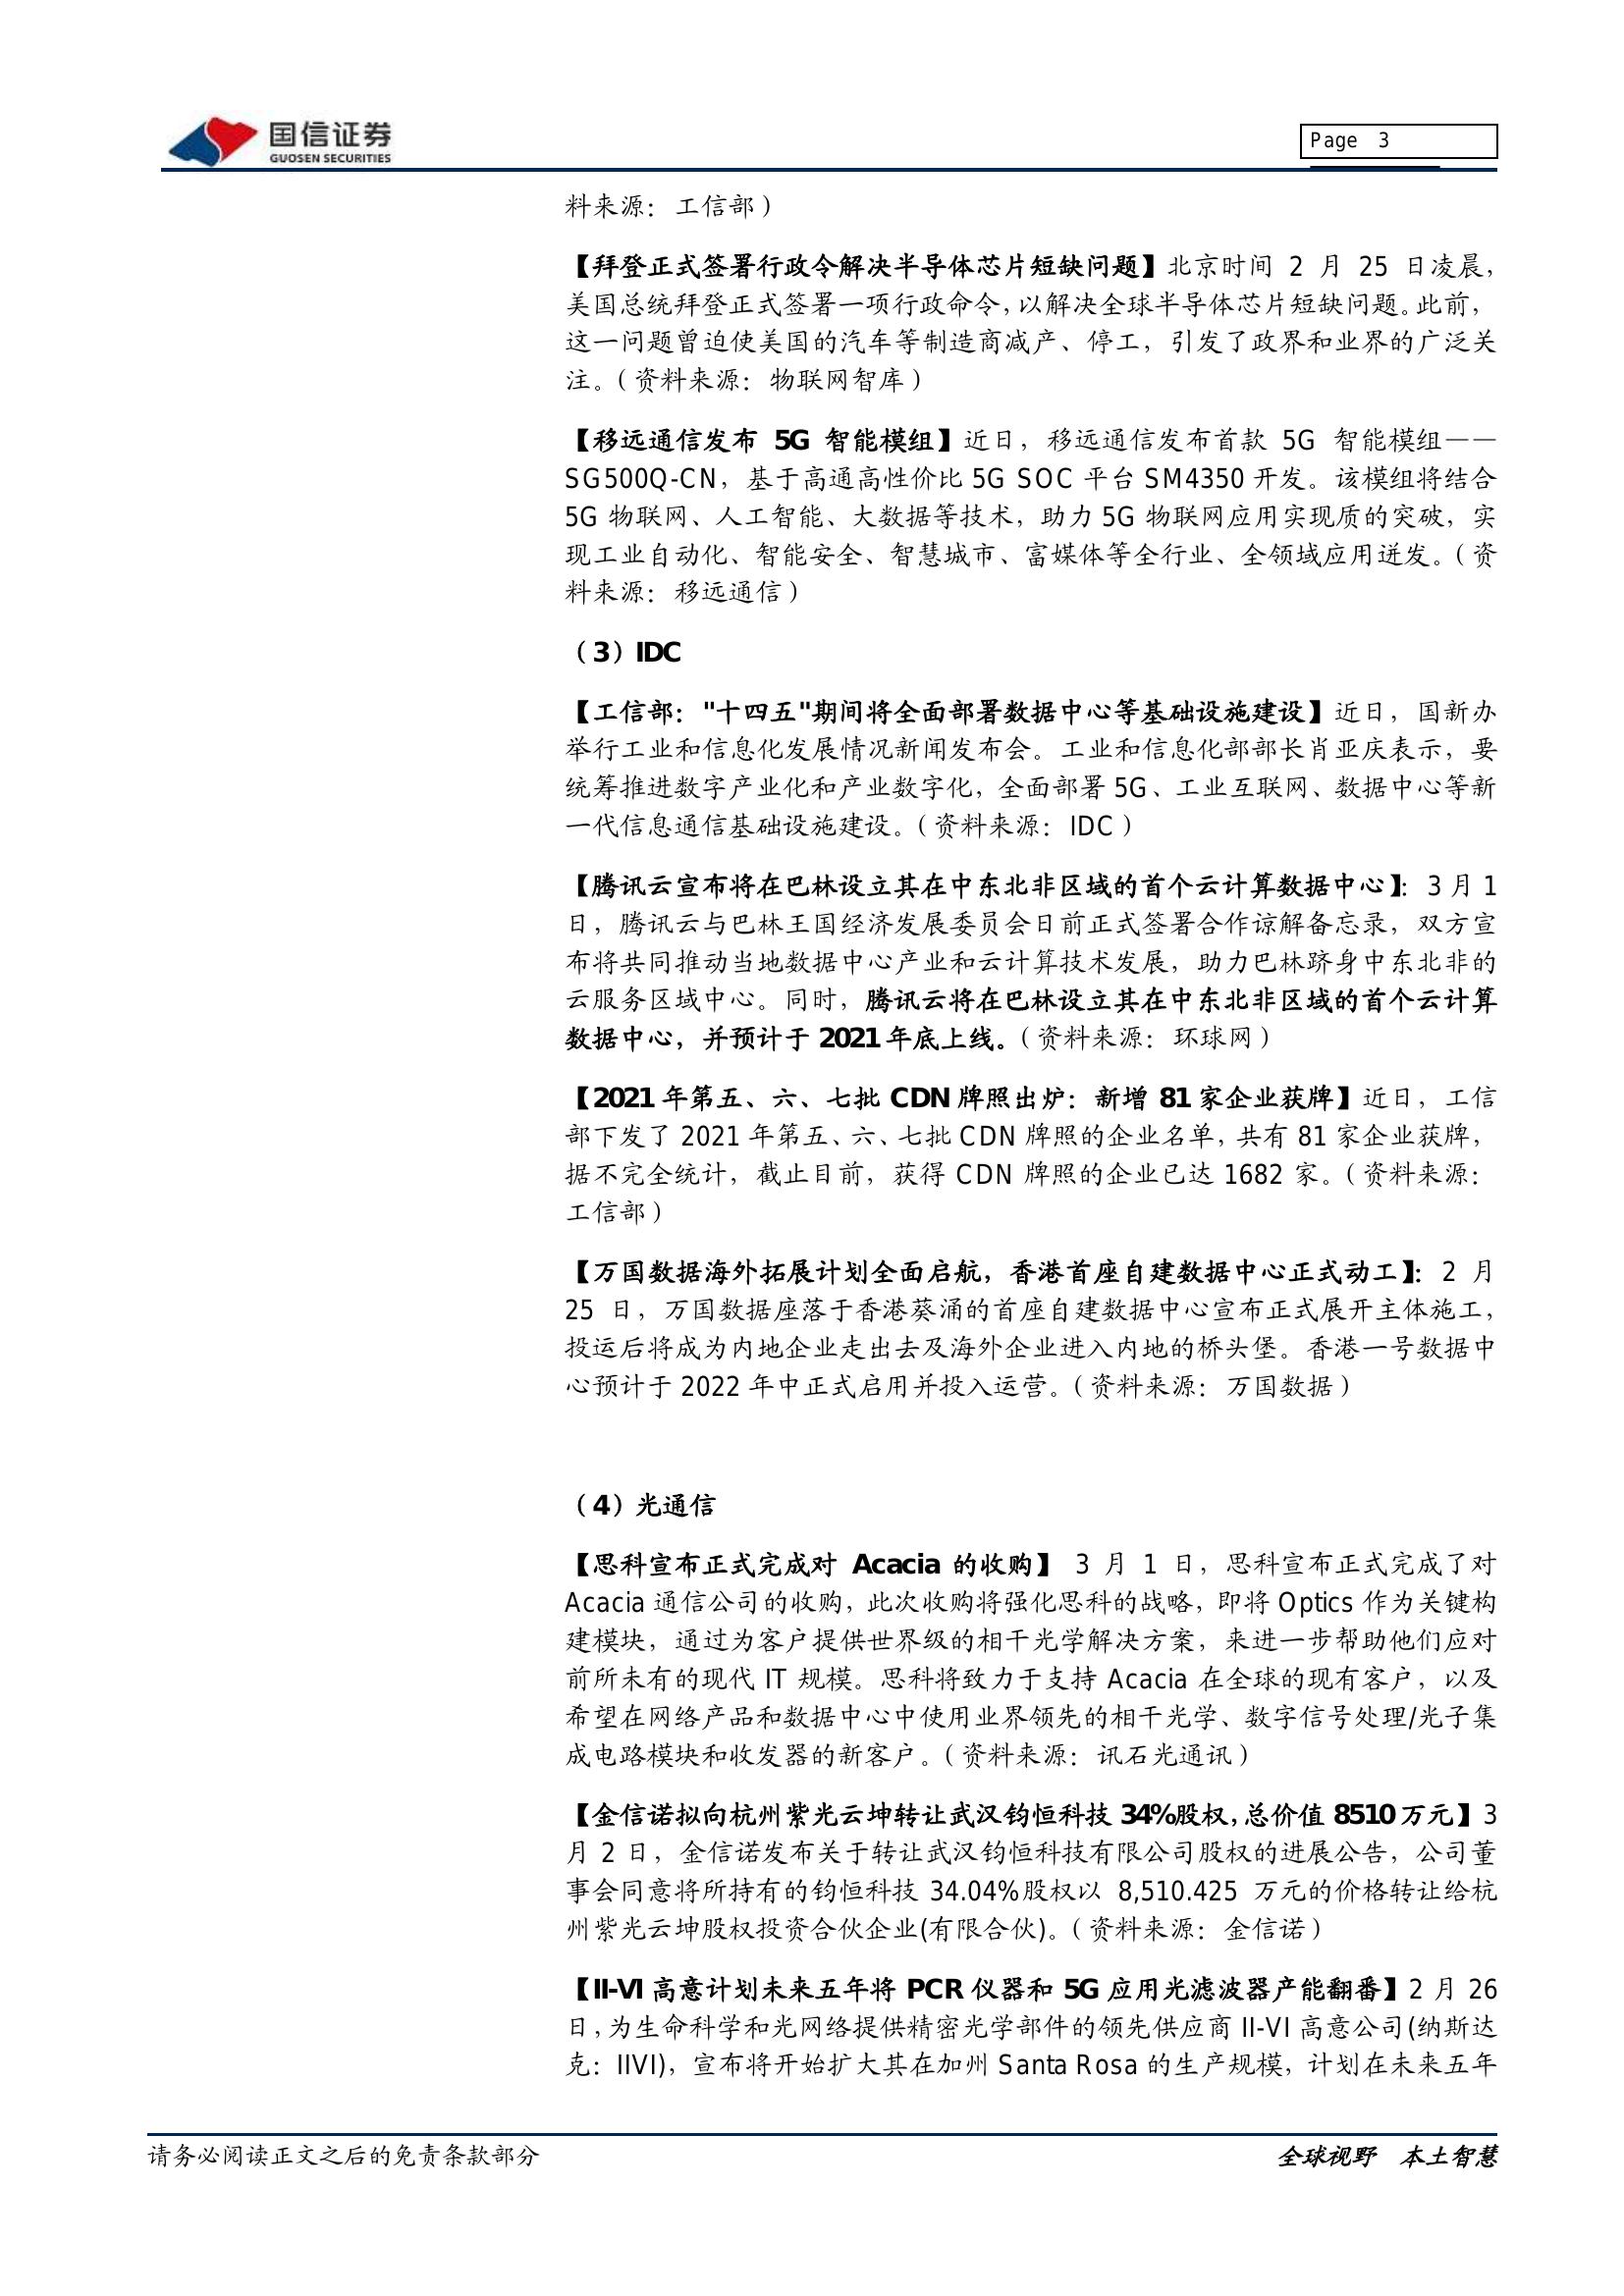 国信证券
GUOSEN SECURITIES
Page 3
料来源：工信部）
【拜登正式签署行政令解决半导体芯片短缺问题】北京时间 2 月 25 日凌晨，
美国总统拜登正式签署一项行政命令，以解决全球半导体芯片短缺问题。此前，
这一问题曾迫使美国的汽车等制造商减产、停工，引发了政界和业界的广泛关
注。（资料来源：物联网智库）
【移远通信发布 5G 智能模组】近日，移远通信发布首款 5G 智能模组——
SG500Q-CN，基于高通高性价比 5G SOC 平台 SM4350 开发。该模组将结合
5G 物联网、人工智能、大数据等技术，助力 5G 物联网应用实现质的突破，实
现工业自动化、智能安全、智慧城市、富媒体等全行业、全领域应用迸发。（资
料来源：移远通信）
（3）IDC
【工信部："十四五"期间将全面部署数据中心等基础设施建设】近日，国新办
举行工业和信息化发展情况新闻发布会。工业和信息化部部长肖亚庆表示，要
统筹推进数字产业化和产业数字化，全面部署 5G、工业互联网、数据中心等新
一代信息通信基础设施建设。（资料来源：IDC）
【腾讯云宣布将在巴林设立其在中东北非区域的首个云计算数据中心】：3 月 1
日，腾讯云与巴林王国经济发展委员会日前正式签署合作谅解备忘录，双方宣
布将共同推动当地数据中心产业和云计算技术发展，助力巴林跻身中东北非的
云服务区域中心。同时，腾讯云将在巴林设立其在中东北非区域的首个云计算
数据中心，并预计于 2021 年底上线。（资料来源：环球网）
【2021 年第五、六、七批 CDN 牌照出炉：新增 81 家企业获牌】近日，工信
部下发了 2021 年第五、六、七批 CDN 牌照的企业名单，共有 81 家企业获牌，
据不完全统计，截止目前，获得 CDN 牌照的企业已达 1682 家。（资料来源：
工信部）
【万国数据海外拓展计划全面启航，香港首座自建数据中心正式动工】：2 月
25 日，万国数据座落于香港葵涌的首座自建数据中心宣布正式展开主体施工，
投运后将成为内地企业走出去及海外企业进入内地的桥头堡。香港一号数据中
心预计于 2022 年中正式启用并投入运营。（资料来源：万国数据）
（4）光通信
【思科宣布正式完成对 Acacia 的收购】 3 月 1 日，思科宣布正式完成了对
Acacia 通信公司的收购，此次收购将强化思科的战略，即将 Optics 作为关键构
建模块，通过为客户提供世界级的相干光学解决方案，来进一步帮助他们应对
前所未有的现代 IT 规模。思科将致力于支持 Acacia 在全球的现有客户，以及
希望在网络产品和数据中心中使用业界领先的相干光学、数字信号处理/光子集
成电路模块和收发器的新客户。（资料来源：讯石光通讯）
【金信诺拟向杭州紫光云坤转让武汉钧恒科技 34%股权，总价值 8510 万元】3
月 2 日，金信诺发布关于转让武汉钧恒科技有限公司股权的进展公告，公司董
事会同意将所持有的钧恒科技 34.04%股权以 8,510.425 万元的价格转让给杭
州紫光云坤股权投资合伙企业(有限合伙)。（资料来源：金信诺）
【II-VI 高意计划未来五年将 PCR 仪器和 5G 应用光滤波器产能翻番】2 月 26
日，为生命科学和光网络提供精密光学部件的领先供应商 II-VI 高意公司(纳斯达
克：IIVI)，宣布将开始扩大其在加州 Santa Rosa 的生产规模，计划在未来五年
请务必阅读正文之后的免责条款部分
全球视野 本土智慧